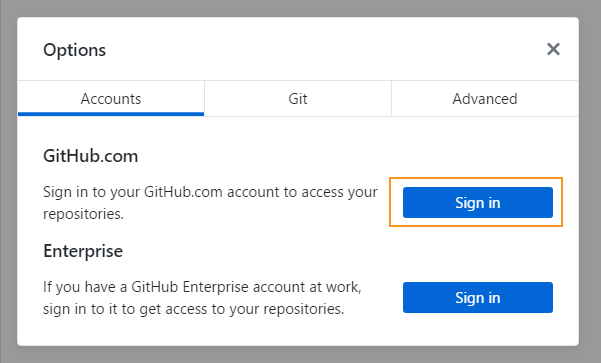 Options
Accounts
Git
Advanced
GitHub.com
Sign in to your GitHub.com account to access your
repositories.
Sign in
Enterprise
If you have a GitHub Enterprise account at work,
sign in to it to get access to your repositories.
Sign in